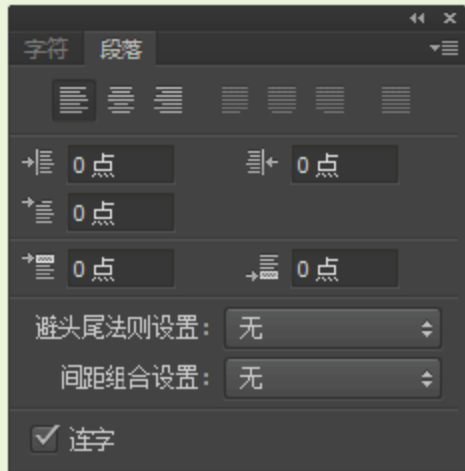 字符 段落
0 点 0 点
0 点
0 点 0 点
避头尾法则设置： 无
间距组合设置： 无
连字